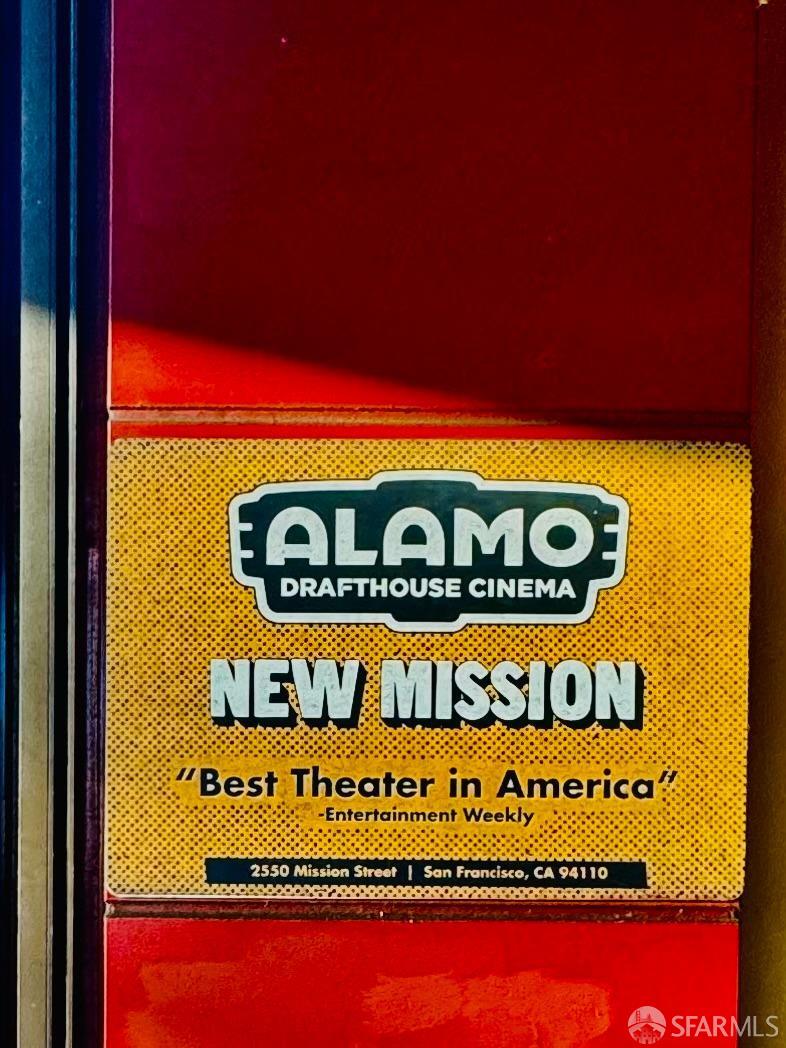 ALAMO
DRAFTHOUSE CINEMA
NEW MISSION
"Best Theater in America"
-Entertainment Weekly
2550 Mission Street | San Francisco, CA 94110
SFARMLS